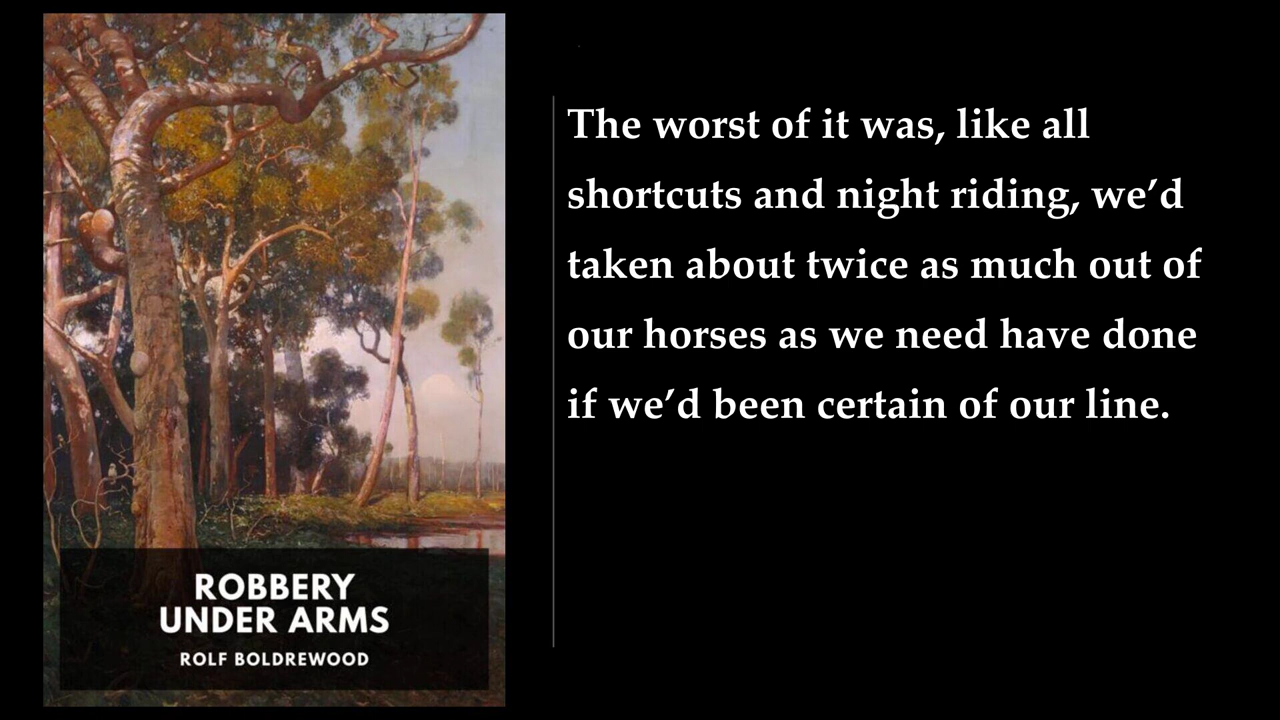 The worst of it was, like all
shortcuts and night riding, we’d
taken about twice as much out of
our horses as we need have done
if we’d been certain of our line.
ROBBERY
UNDER ARMS
ROLF BOLDREWOOD